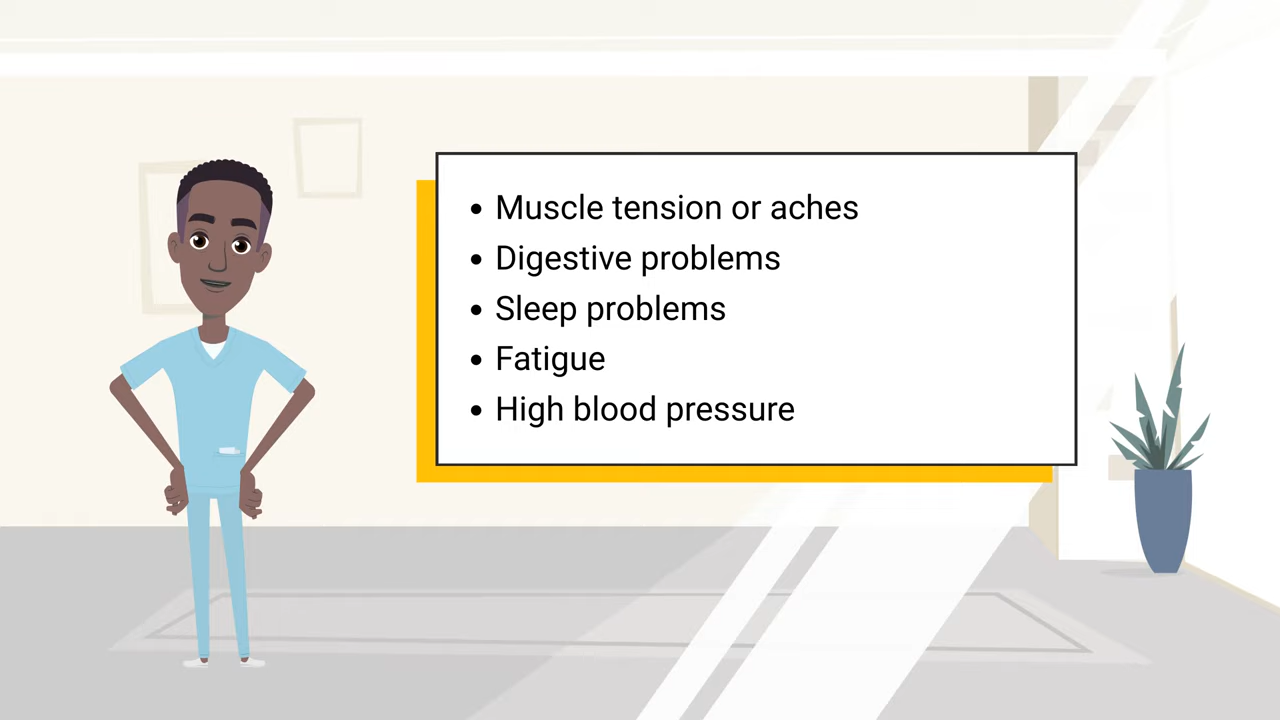 • Muscle tension or aches
• Digestive problems
• Sleep problems
• Fatigue
• High blood pressure